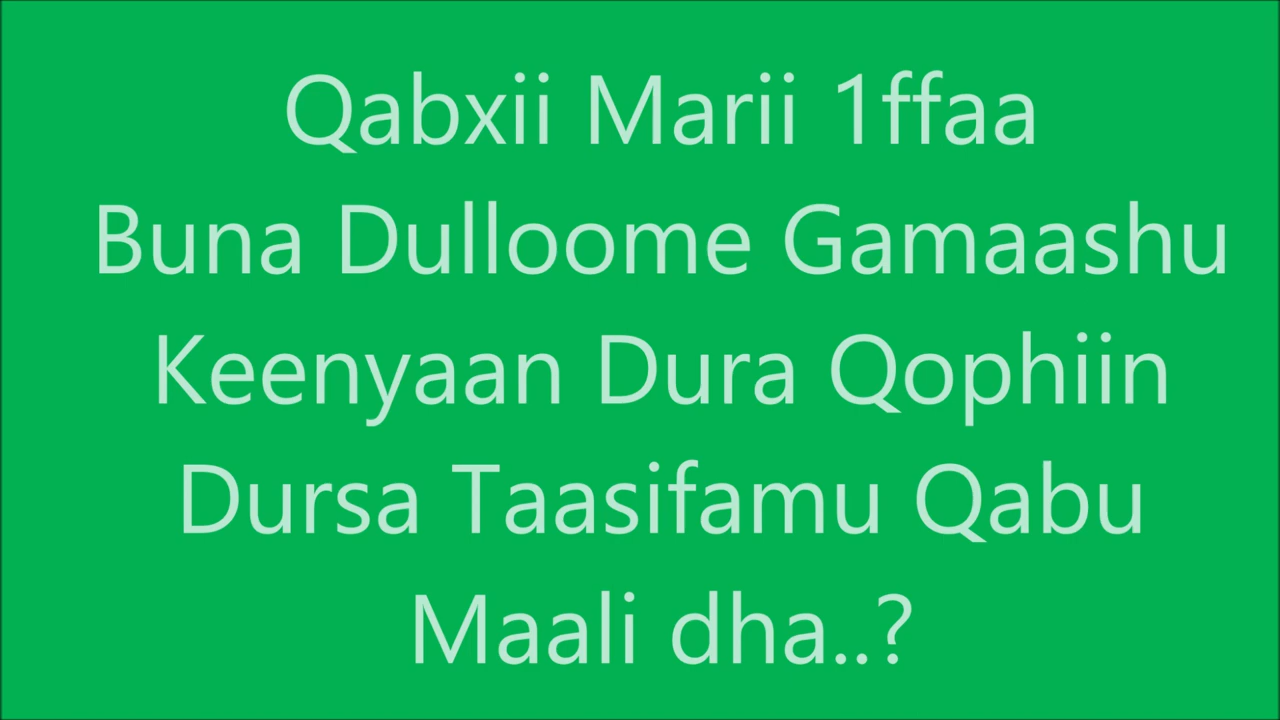 Qabxii Marii 1ffaa
Buna Dulloome Gamaashu
Keenyaan Dura Qophiin
Dursa Taasifamu Qabu
Maali dha..?